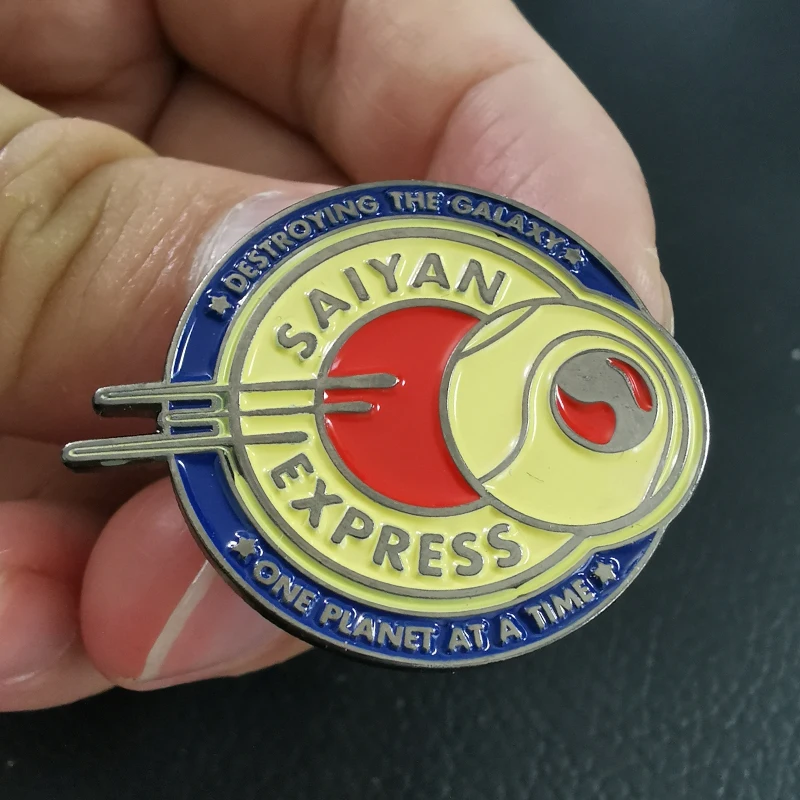 DESTROYING THE GALAXY
SAIYAN
EXPRESS
ONE PLANET AT A TIME